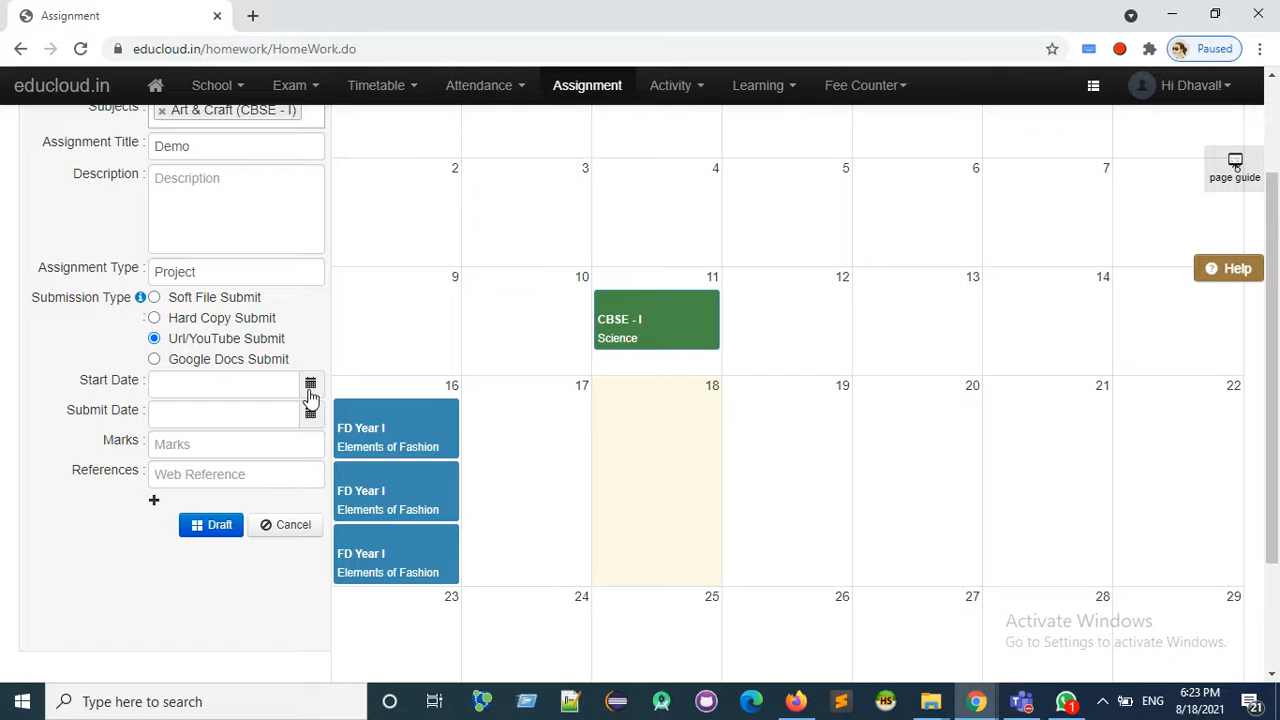 Assignment
educloud.in/homework/HomeWork.do
Paused
educloud.in School Exam Timetable Attendance Assignment Activity Learning Fee Counter Hi Dhaval!
Subjects : Art & Craft (CBSE - I)
Assignment Title : Demo
Description : Description
Assignment Type : Project
Submission Type : Soft File Submit
Hard Copy Submit
Url/YouTube Submit
Google Docs Submit
Start Date :
Submit Date :
Marks : Marks
References : Web Reference
Draft Cancel
2 3 4 5 6 7
page guide
9 10 11 12 13 14
Help
CBSE - I
Science
16 17 18 19 20 21 22
FD Year I
Elements of Fashion
FD Year I
Elements of Fashion
FD Year I
Elements of Fashion
23 24 25 26 27 28 29
Activate Windows
Go to Settings to activate Windows.
Type here to search
HS
1
ENG
6:23 PM
8/18/2021
21